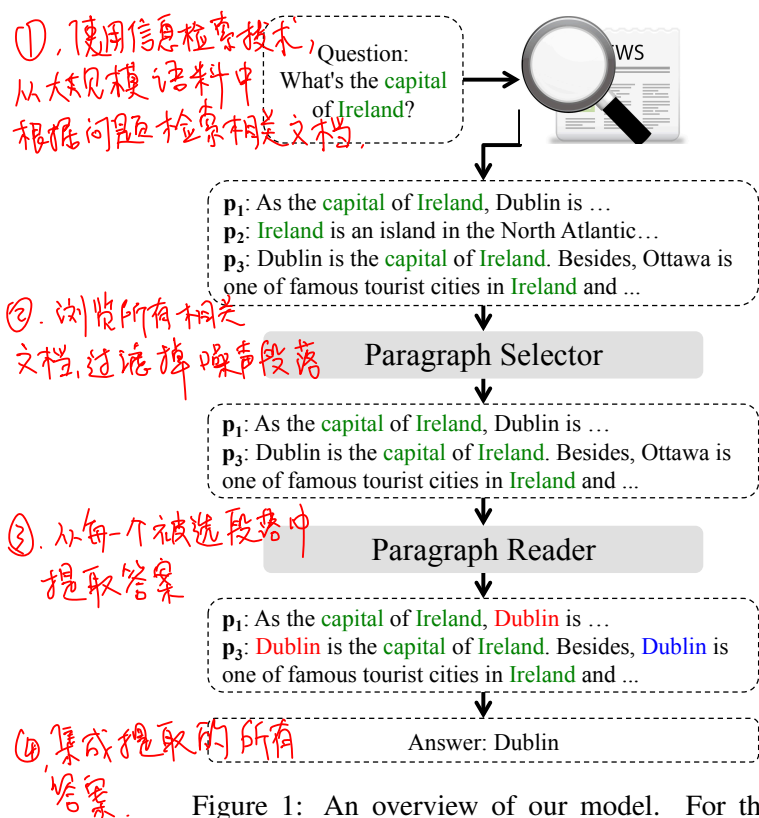 ①. 使用信息检索技术,
从大规模语料中
根据问题检索相关文档.
Question:
What's the capital
of Ireland?
WS
p₁: As the capital of Ireland, Dublin is …
p₂: Ireland is an island in the North Atlantic…
p₃: Dublin is the capital of Ireland. Besides, Ottawa is
one of famous tourist cities in Ireland and ...
②. 浏览所有相关
文档,过滤掉噪声段落
Paragraph Selector
p₁: As the capital of Ireland, Dublin is …
p₃: Dublin is the capital of Ireland. Besides, Ottawa is
one of famous tourist cities in Ireland and ...
③. 从每一个被选段落中
提取答案
Paragraph Reader
p₁: As the capital of Ireland, Dublin is …
p₃: Dublin is the capital of Ireland. Besides, Dublin is
one of famous tourist cities in Ireland and ...
④ 集成提取的所有
答案.
Answer: Dublin
Figure 1: An overview of our model. For th